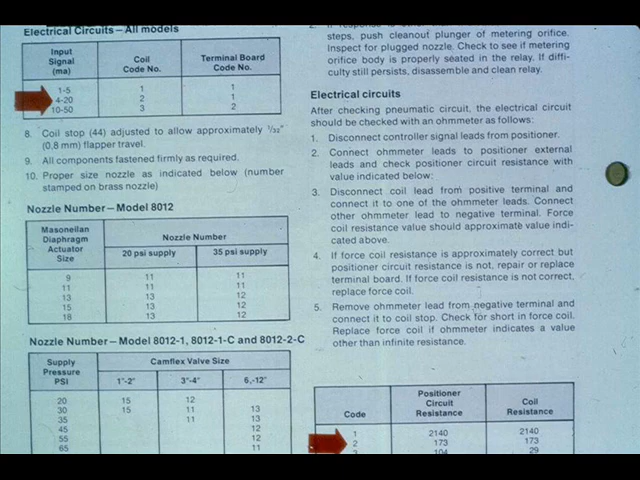 Electrical Circuits — All models
Input Signal (ma) | Coil Code No. | Terminal Board Code No.
1-5 | 1 | 1
4-20 | 2 | 1
10-50 | 3 | 2
8. Coil stop (44) adjusted to allow approximately 1/32"
(0.8 mm) flapper travel.
9. All components fastened firmly as required.
10. Proper size nozzle as indicated below (number
stamped on brass nozzle)
Nozzle Number — Model 8012
Masoneilan Diaphragm Actuator Size | Nozzle Number
20 psi supply | 35 psi supply
9 | 11 | 11
11 | 11 | 11
13 | 13 | 12
15 | 13 | 12
18 | 13 | 12
Nozzle Number — Model 8012-1, 8012-1-C and 8012-2-C
Supply Pressure PSI | Camflex Valve Size
1"-2" | 3"-4" | 6,-12"
20 | 15 | 12
30 | 15 | 11 | 13
35 | 11 | 13
45 | 12
55 | 12
65 | 11
steps, push cleanout plunger of metering orifice.
Inspect for plugged nozzle. Check to see if metering
orifice body is properly seated in the relay. If diffi-
culty still persists, disassemble and clean relay.
Electrical circuits
After checking pneumatic circuit, the electrical circuit
should be checked with an ohmmeter as follows:
1. Disconnect controller signal leads from positioner.
2. Connect ohmmeter leads to positioner external
leads and check positioner circuit resistance with
value indicated below:
3. Disconnect coil lead from positive terminal and
connect it to one of the ohmmeter leads. Connect
other ohmmeter lead to negative terminal. Force
coil resistance value should approximate value indi-
cated above.
4. If force coil resistance is approximately correct but
positioner circuit resistance is not, repair or replace
terminal board. If force coil resistance is not correct,
replace force coil.
5. Remove ohmmeter lead from negative terminal and
connect it to coil stop. Check for short in force coil.
Replace force coil if ohmmeter indicates a value
other than infinite resistance.
Code | Positioner Circuit Resistance | Coil Resistance
1 | 2140 | 2140
2 | 173 | 173
3 | 104 | 29